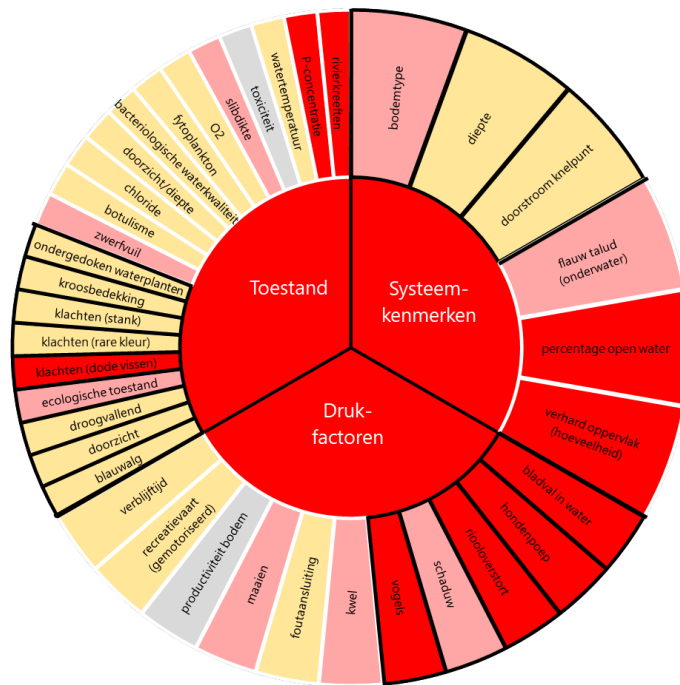 rivierkreeften
P-concentratie
watertemperatuur
toxiciteit
slibdikte
O2
fytoplankton
bacteriologische waterkwaliteit
doorzicht/diepte
chloride
botulisme
zwerfvuil
ondergedoken waterplanten
kroosbedekking
klachten (stank)
klachten (rare kleur)
klachten (dode vissen)
ecologische toestand
droogvallend
doorzicht
blauwalg
bodemtype
diepte
doorstroom knelpunt
flauw talud
(onderwater)
percentage open water
verhard oppervlak
(hoeveelheid)
Toestand
Systeem-
kenmerken
Druk-
factoren
bladval in water
hondenpoep
riooloverstort
schaduw
vogels
kwel
foutaansluiting
maaien
productiviteit bodem
recreatievaart
(gemotoriseerd)
verblijftijd